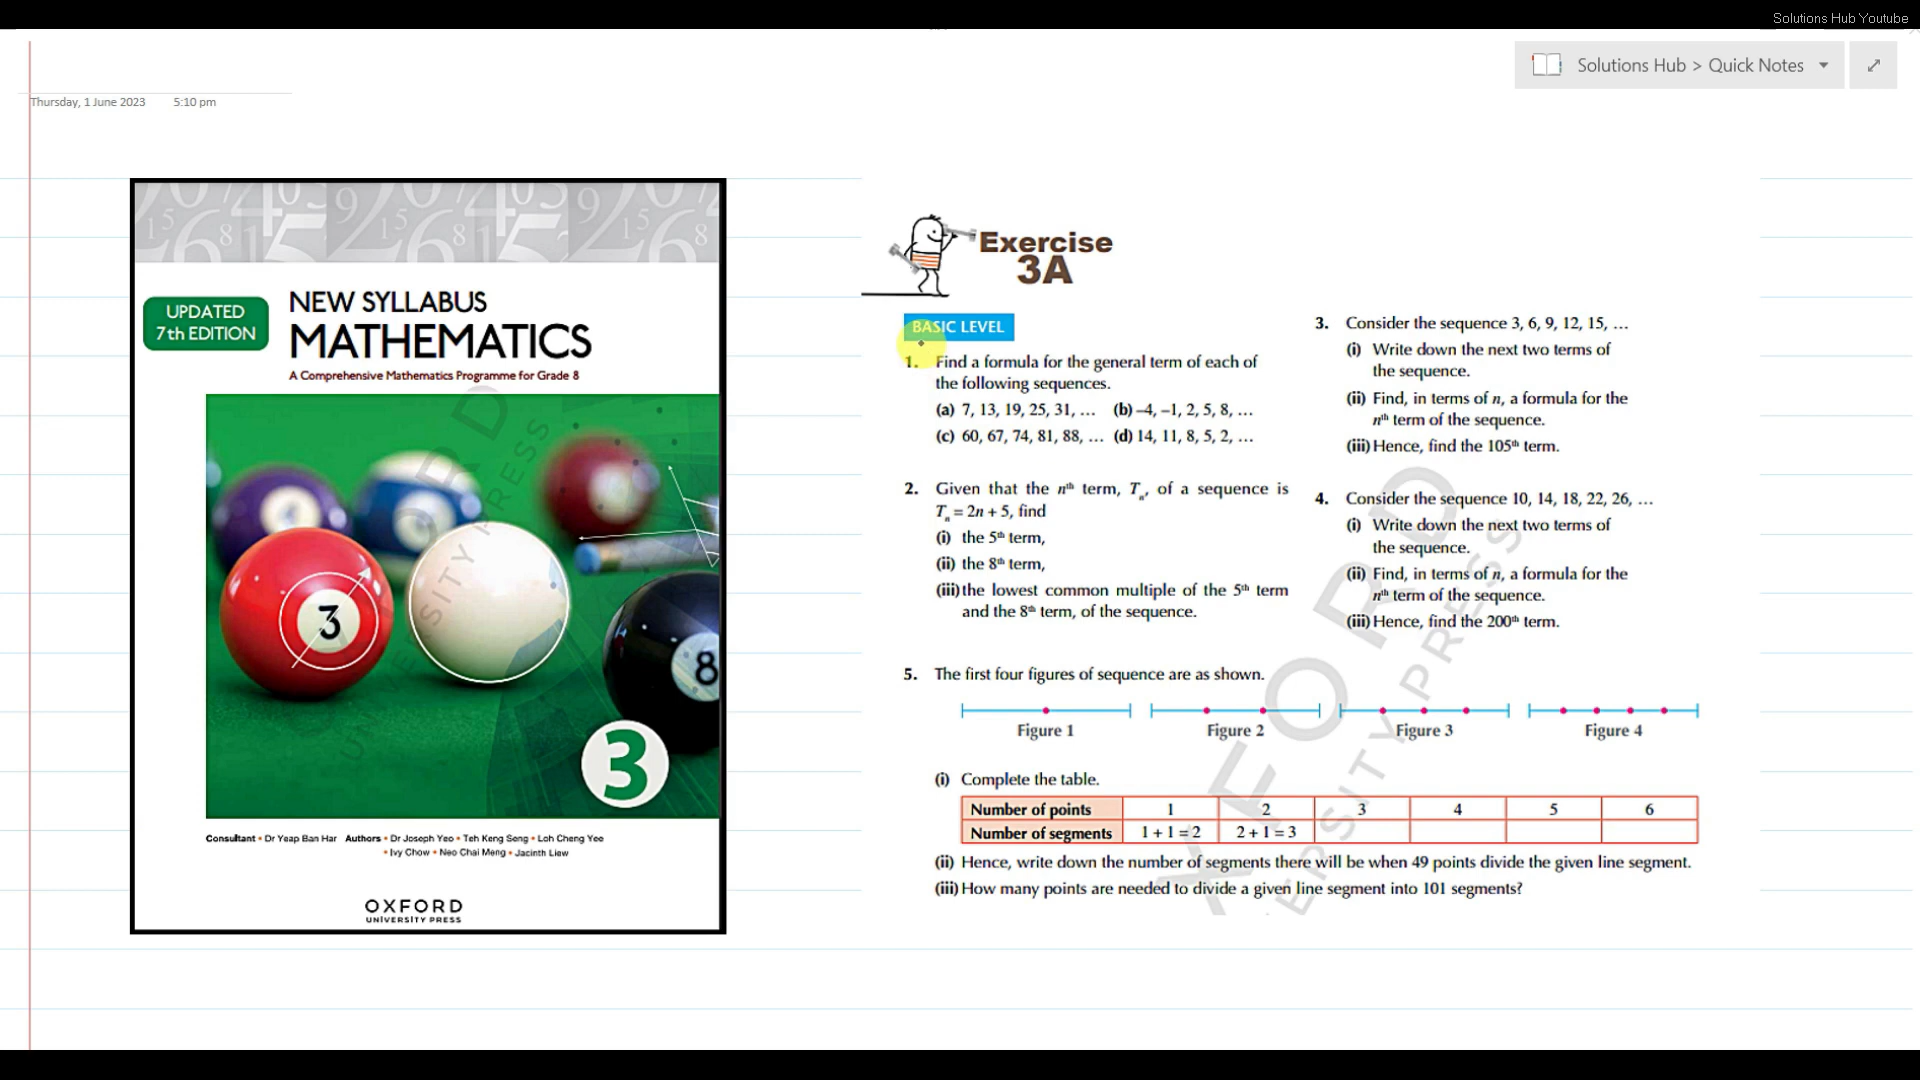 Solutions Hub Youtube
Solutions Hub > Quick Notes
Thursday, 1 June 2023 5:10 pm
UPDATED
7th EDITION
NEW SYLLABUS
MATHEMATICS
A Comprehensive Mathematics Programme for Grade 8
3
8
3
Consultant • Dr Yeap Ban Har Authors • Dr Joseph Yeo • Teh Keng Seng • Loh Cheng Yee
• Ivy Chow • Neo Chai Meng • Jacinth Liew
OXFORD
UNIVERSITY PRESS
Exercise
3A
BASIC LEVEL
1. Find a formula for the general term of each of
the following sequences.
(a) 7, 13, 19, 25, 31, … (b) –4, –1, 2, 5, 8, …
(c) 60, 67, 74, 81, 88, … (d) 14, 11, 8, 5, 2, …
2. Given that the nth term, Tn, of a sequence is
Tn = 2n + 5, find
(i) the 5th term,
(ii) the 8th term,
(iii) the lowest common multiple of the 5th term
and the 8th term, of the sequence.
3. Consider the sequence 3, 6, 9, 12, 15, …
(i) Write down the next two terms of
the sequence.
(ii) Find, in terms of n, a formula for the
nth term of the sequence.
(iii) Hence, find the 105th term.
4. Consider the sequence 10, 14, 18, 22, 26, …
(i) Write down the next two terms of
the sequence.
(ii) Find, in terms of n, a formula for the
nth term of the sequence.
(iii) Hence, find the 200th term.
5. The first four figures of sequence are as shown.
Figure 1 Figure 2 Figure 3 Figure 4
(i) Complete the table.
Number of points 1 2 3 4 5 6
Number of segments 1 + 1 = 2 2 + 1 = 3
(ii) Hence, write down the number of segments there will be when 49 points divide the given line segment.
(iii) How many points are needed to divide a given line segment into 101 segments?